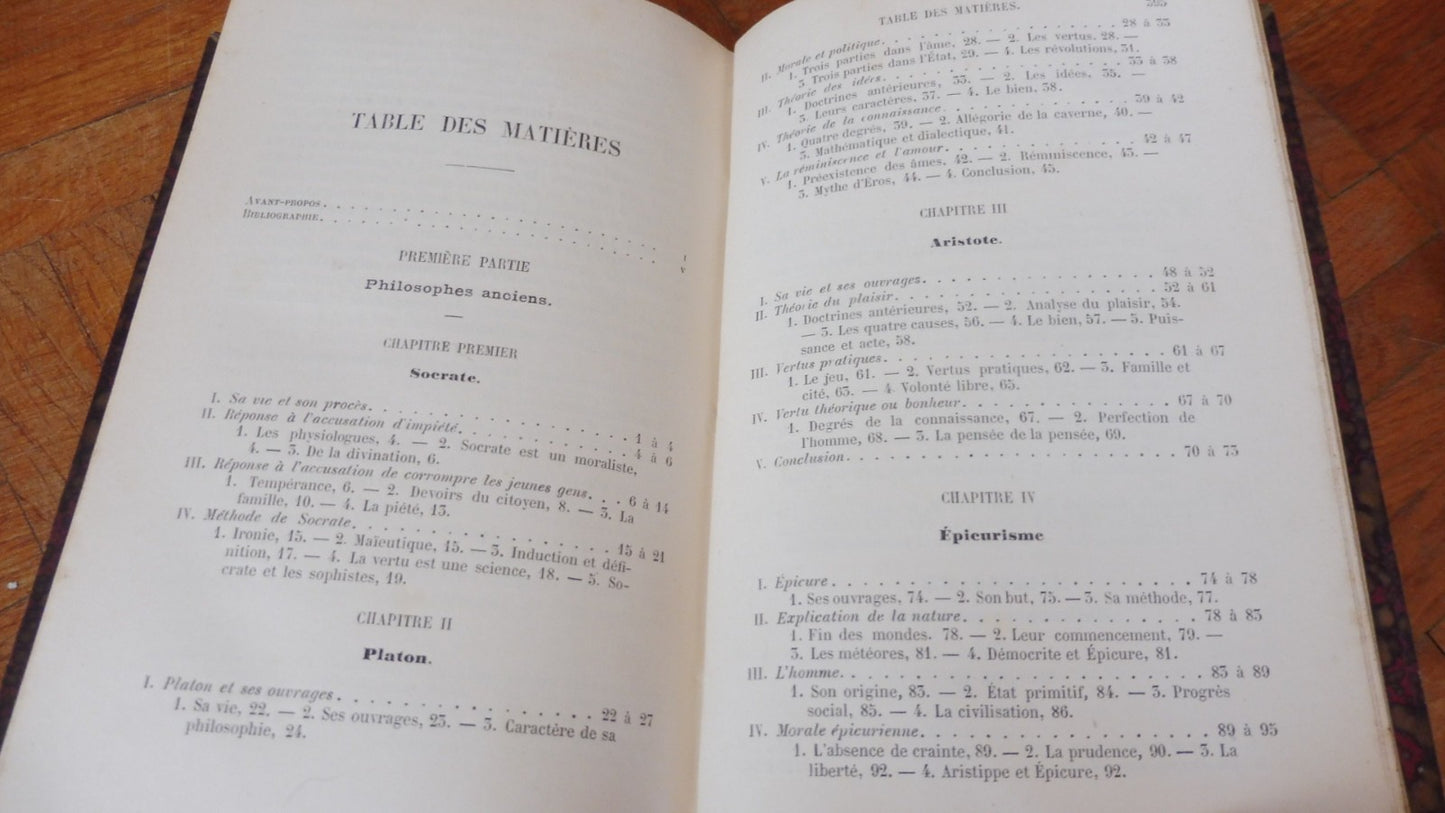 TABLE DES MATIÈRES
AVANT-PROPOS. I
BIBLIOGRAPHIE. V
PREMIÈRE PARTIE
Philosophes anciens.
CHAPITRE PREMIER
Socrate.
I. Sa vie et son procès. 1 à 4
II. Réponse à l'accusation d'impiété. 4 à 6
1. Les physiologues, 4. — 2. Socrate est un moraliste,
4. — 3. De la divination, 6.
III. Réponse à l'accusation de corrompre les jeunes gens. 6 à 14
1. Tempérance, 6. — 2. Devoirs du citoyen, 8. — 3. La
famille, 10. — 4. La piété, 13.
IV. Méthode de Socrate. 15 à 21
1. Ironie, 15. — 2. Maïeutique, 15. — 3. Induction et défi-
nition, 17. — 4. La vertu est une science, 18. — 5. So-
crate et les sophistes, 19.
CHAPITRE II
Platon.
I. Platon et ses ouvrages. 22 à 27
1. Sa vie, 22. — 2. Ses ouvrages, 23. — 3. Caractère de sa
philosophie, 24.
TABLE DES MATIÈRES. 395
II. Morale et politique. 28 à 33
1. Trois parties dans l'âme, 28. — 2. Les vertus, 28. —
3. Trois parties dans l'État, 29. — 4. Les révolutions, 31.
III. Théorie des idées. 33 à 38
1. Doctrines antérieures, 33. — 2. Les idées, 35. —
3. Leurs caractères, 37. — 4. Le bien, 38.
IV. Théorie de la connaissance. 39 à 42
1. Quatre degrés, 39. — 2. Allégorie de la caverne, 40. —
3. Mathématique et dialectique, 41.
V. La réminiscence et l'amour. 42 à 47
1. Préexistence des âmes, 42. — 2. Réminiscence, 43. —
3. Mythe d'Éros, 44. — 4. Conclusion, 45.
CHAPITRE III
Aristote.
I. Sa vie et ses ouvrages. 48 à 52
II. Théorie du plaisir. 52 à 61
1. Doctrines antérieures, 52. — 2. Analyse du plaisir, 54.
— 3. Les quatre causes, 56. — 4. Le bien, 57. — 5. Puis-
sance et acte, 58.
III. Vertus pratiques. 61 à 67
1. Le jeu, 61. — 2. Vertus pratiques, 62. — 3. Famille et
cité, 63. — 4. Volonté libre, 65.
IV. Vertu théorique ou bonheur. 67 à 70
1. Degrés de la connaissance, 67. — 2. Perfection de
l'homme, 68. — 3. La pensée de la pensée, 69.
V. Conclusion. 70 à 73
CHAPITRE IV
Épicurisme
I. Épicure. 74 à 78
1. Ses ouvrages, 74. — 2. Son but, 75. — 3. Sa méthode, 77.
II. Explication de la nature. 78 à 83
1. Fin des mondes. 78. — 2. Leur commencement, 79. —
3. Les météores, 81. — 4. Démocrite et Épicure, 81.
III. L'homme. 83 à 89
1. Son origine, 83. — 2. État primitif, 84. — 3. Progrès
social, 85. — 4. La civilisation, 86.
IV. Morale épicurienne. 89 à 95
1. L'absence de crainte, 89. — 2. La prudence, 90. — 3. La
liberté, 92. — 4. Aristippe et Épicure, 92.